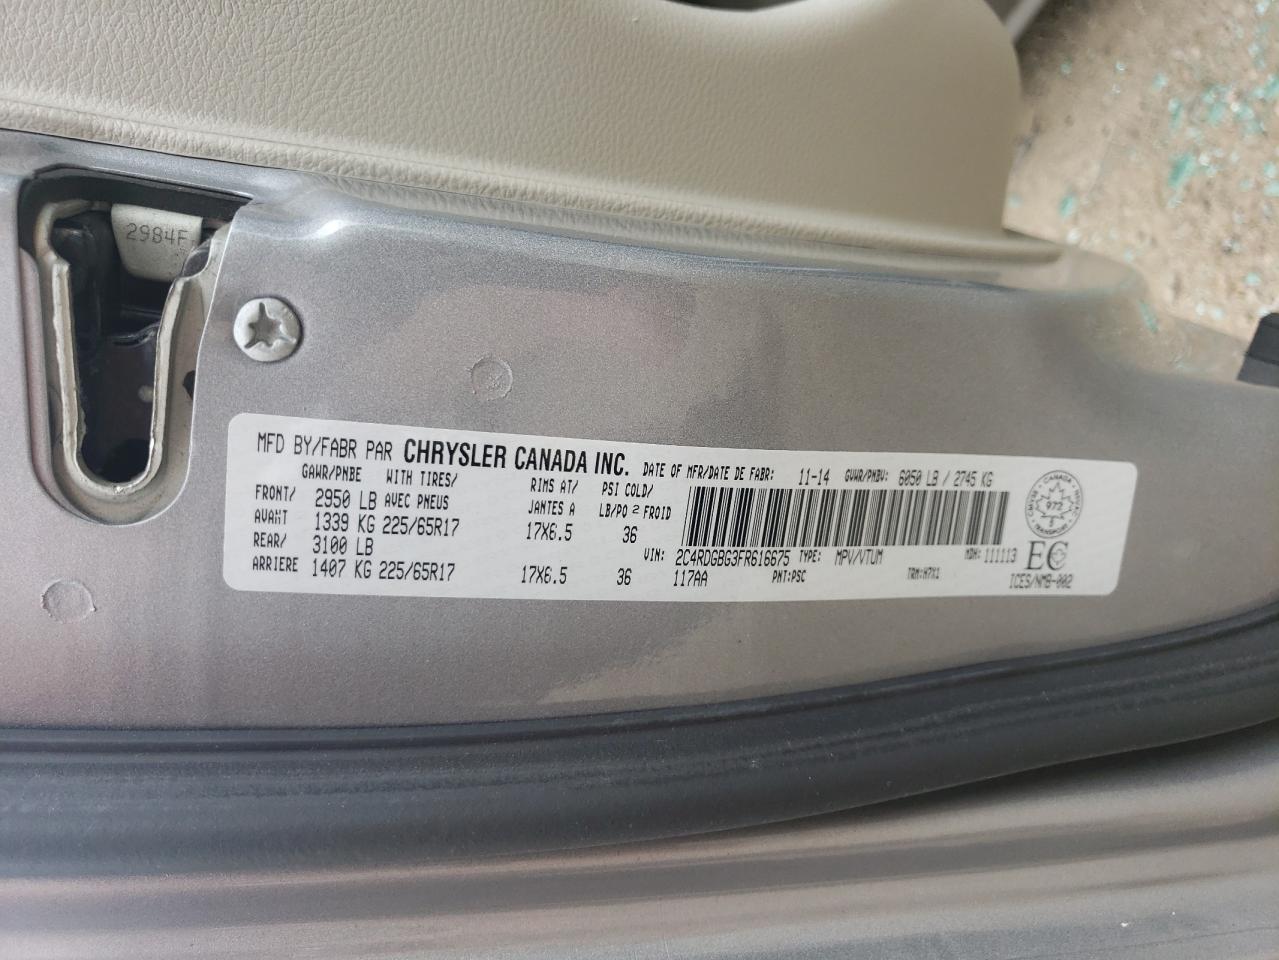 2984F
MFD BY/FABR PAR CHRYSLER CANADA INC. DATE OF MFR/DATE DE FABR: 11-14 GVWR/PNBV: 6050 LB / 2745 KG
GAWR/PNBE WITH TIRES/ RIMS AT/ PSI COLD/
FRONT/ 2950 LB AVEC PNEUS JANTES A LB/PO 2 FROID
AVANT 1339 KG 225/65R17 17X6.5 36
REAR/ 3100 LB VIN: 2C4RDGBG3FR616675 TYPE: MPV/VTUM MDH: 111113
ARRIERE 1407 KG 225/65R17 17X6.5 36 117AA PNT:PSC TRM:H7X1
CANADA
972
TRANSPORT
EC
ICES/NMB-002